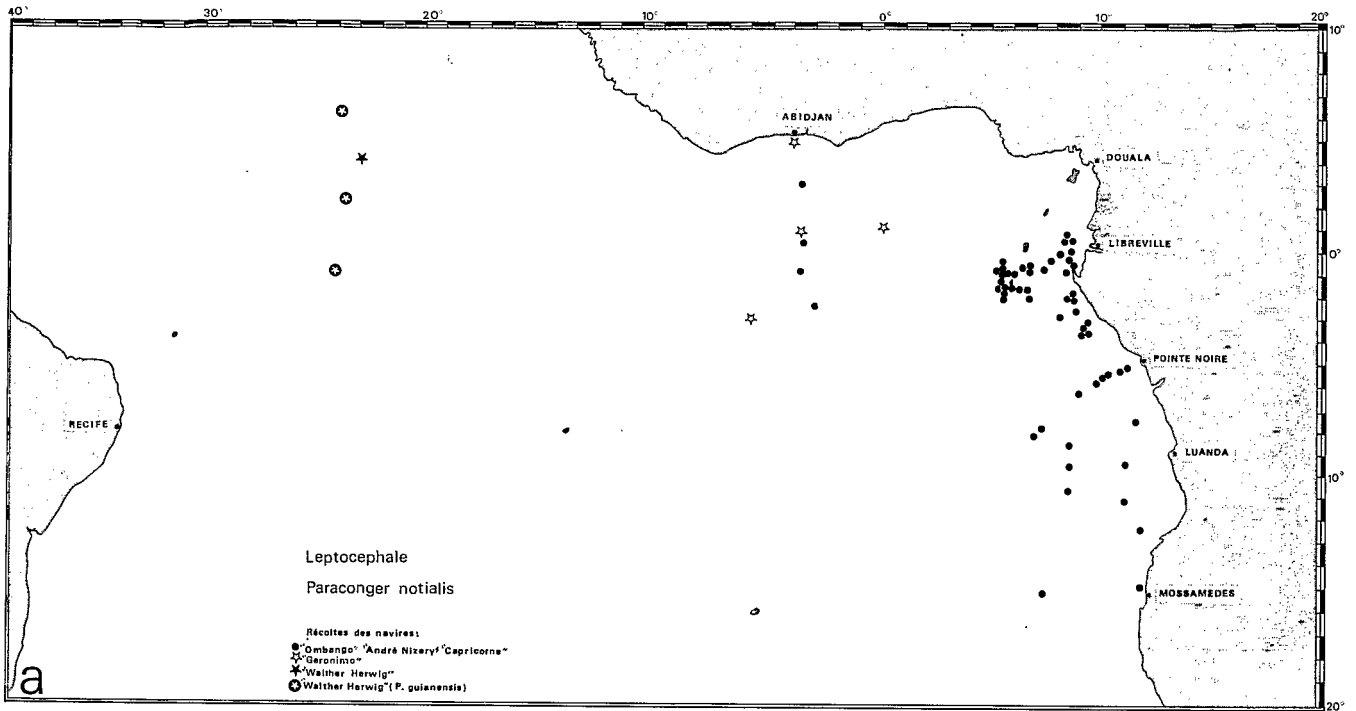 40° 30° 20° 10° 0° 10° 20°
10°
ABIDJAN
DOUALA
LIBREVILLE
0°
POINTE NOIRE
RECIFE
LUANDA
10°
Leptocephale
Paraconger notialis
MOSSAMEDES
Récoltes des navires:
"Ombango" "André Nizery" "Capricorne"
"Geronimo"
"Walther Herwig"
"Walther Herwig" (P. guianensis)
a
20°